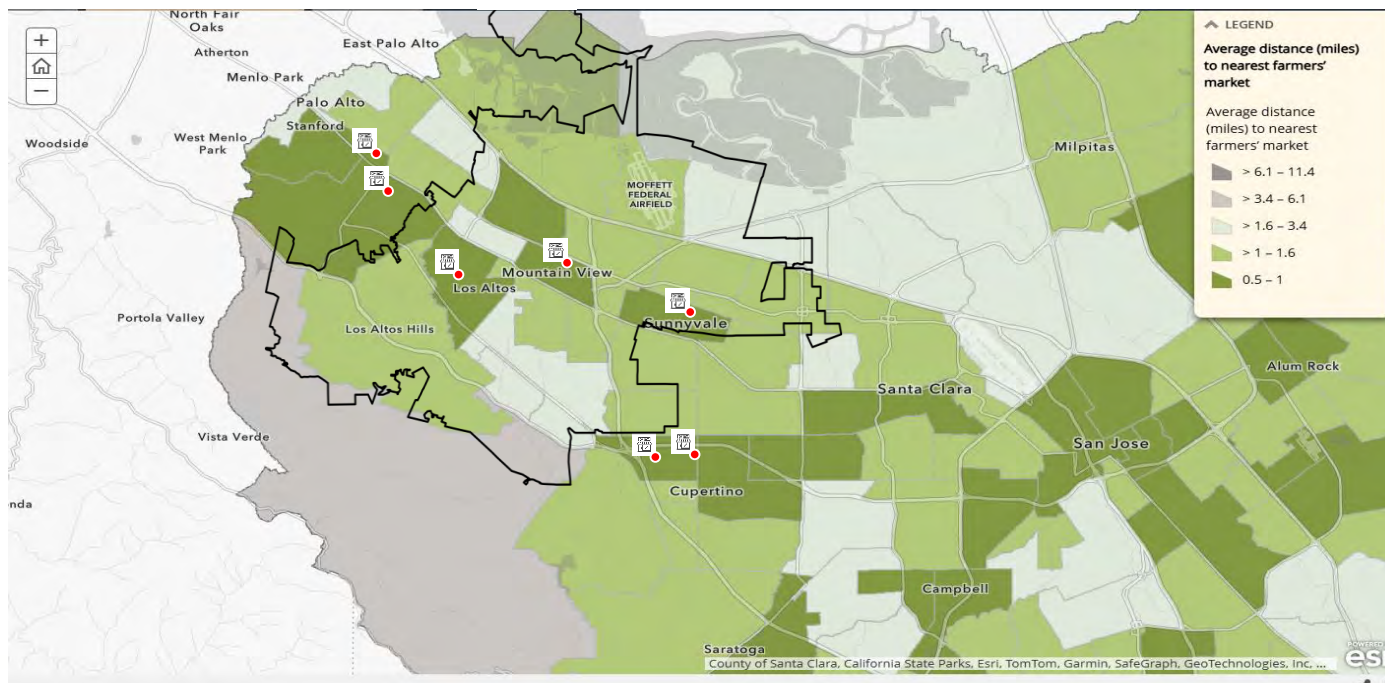 North Fair
Oaks
Atherton
East Palo Alto
Menlo Park
Palo Alto
Stanford
West Menlo
Park
Woodside
MOFFETT
FEDERAL
AIRFIELD
Milpitas
Mountain View
Los Altos
Los Altos Hills
Portola Valley
Sunnyvale
Santa Clara
Alum Rock
Vista Verde
San Jose
Cupertino
nda
Campbell
Saratoga
LEGEND
Average distance (miles)
to nearest farmers'
market
Average distance
(miles) to nearest
farmers' market
> 6.1 – 11.4
> 3.4 – 6.1
> 1.6 – 3.4
> 1 – 1.6
0.5 – 1
County of Santa Clara, California State Parks, Esri, TomTom, Garmin, SafeGraph, GeoTechnologies, Inc, ...
POWERED
esri